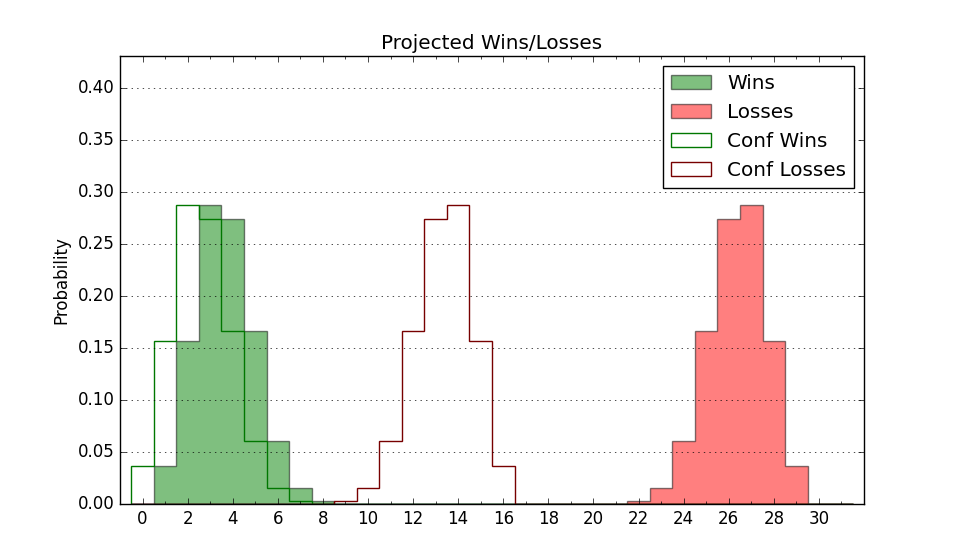 Projected Wins/Losses
Wins
Losses
Conf Wins
Conf Losses
Probability
0.40
0.35
0.30
0.25
0.20
0.15
0.10
0.05
0.00
0 2 4 6 8 10 12 14 16 18 20 22 24 26 28 30